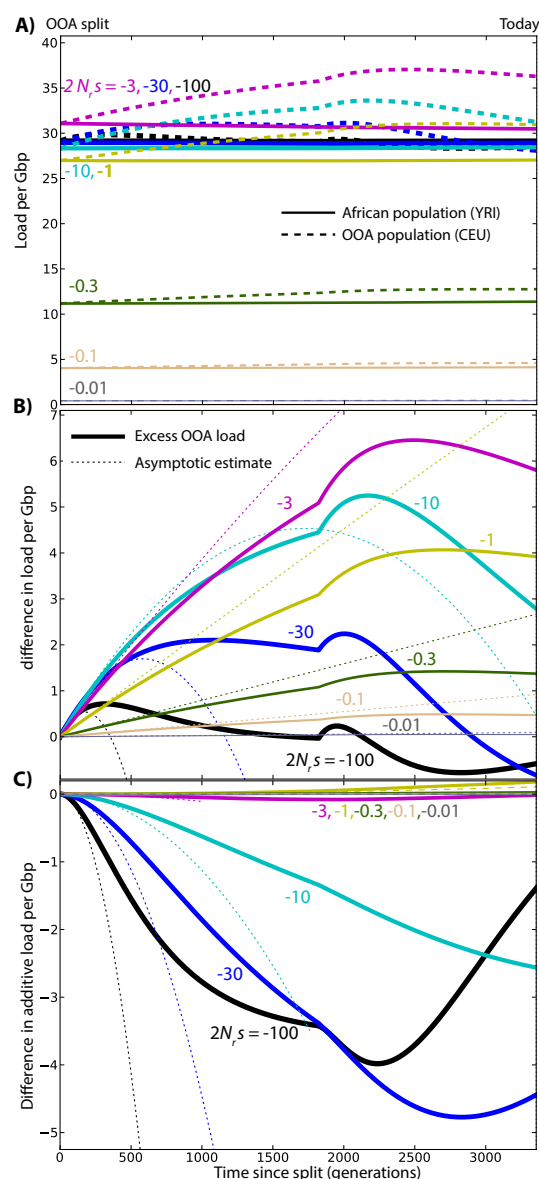 OOA split Today
A)
40
2NᵣS = -3, -30, -100
35
30
-10, -1
25
Load per Gbp
20
African population (YRI)
OOA population (CEU)
15
-0.3
10
5
-0.1
-0.01
0
B)
7
Excess OOA load
6
Asymptotic estimate
-3
-10
5
4
-1
difference in load per Gbp
3
2
-30
-0.3
1
-0.1
-0.01
0
2Nᵣs = -100
C)
0
-3, -1, -0.3, -0.1, -0.01
−1
-10
−2
-30
−3
2Nᵣs = -100
Difference in additive load per Gbp
−4
−5
0 500 1000 1500 2000 2500 3000
Time since split (generations)